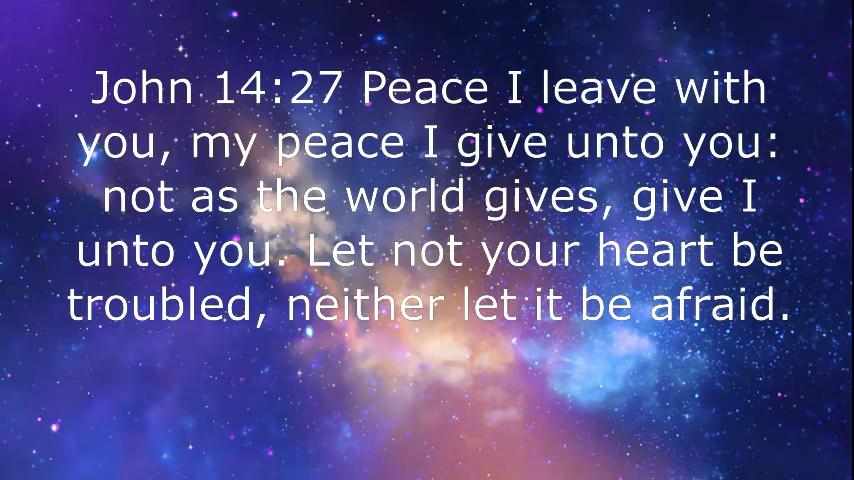 John 14:27 Peace I leave with
you, my peace I give unto you:
not as the world gives, give I
unto you. Let not your heart be
troubled, neither let it be afraid.